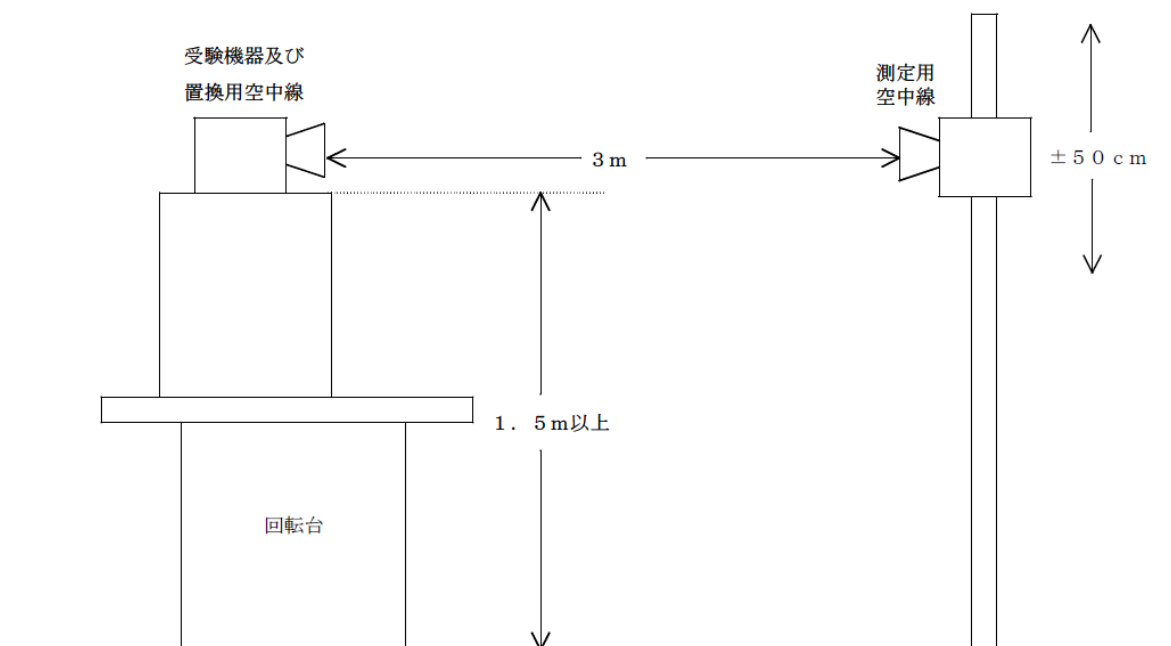 受験機器及び
置換用空中線
測定用
空中線
３ｍ
±５０ｃｍ
１．５ｍ以上
回転台